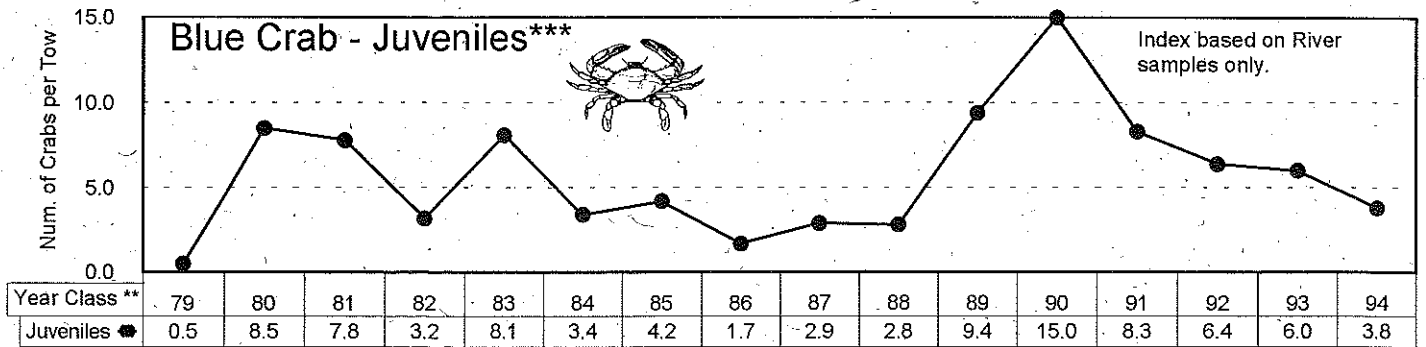 15.0
Blue Crab - Juveniles***
Index based on River
samples only.
10.0
5.0
0.0
Num. of Crabs per Tow
Year Class ** 79 80 81 82 83 84 85 86 87 88 89 90 91 92 93 94
Juveniles 0.5 8.5 7.8 3.2 8.1 3.4 4.2 1.7 2.9 2.8 9.4 15.0 8.3 6.4 6.0 3.8